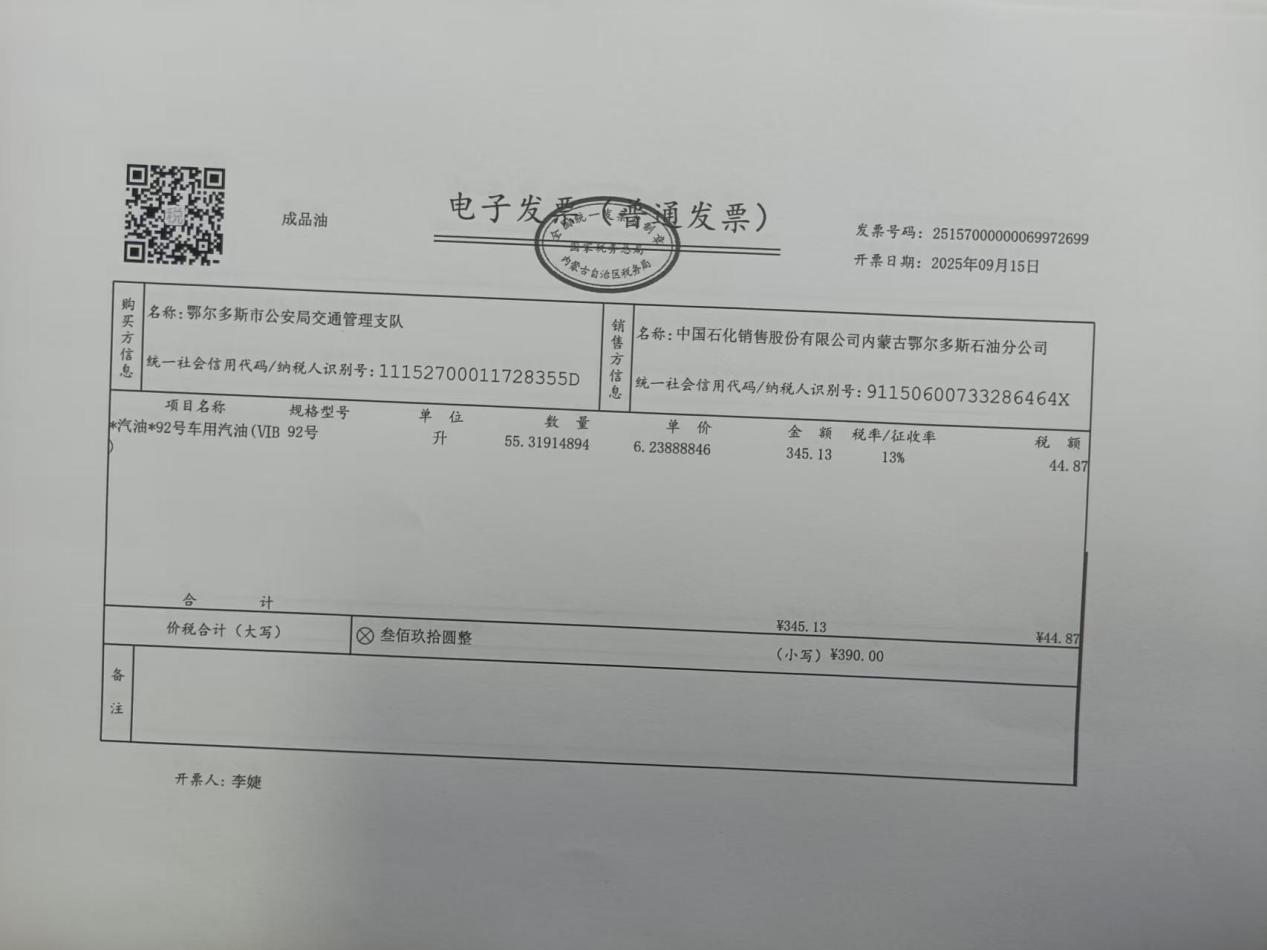 电子发票（普通发票）
税
成品油
全国统一发票监制章
国家税务总局
内蒙古自治区税务局
发票号码：25157000000069972699
开票日期：2025年09月15日
购买方信息
名称：鄂尔多斯市公安局交通管理支队
统一社会信用代码/纳税人识别号：11152700011728355D
销售方信息
名称：中国石化销售股份有限公司内蒙古鄂尔多斯石油分公司
统一社会信用代码/纳税人识别号：91150600733286464X
项目名称 规格型号 单位 数量 单价 金额 税率/征收率 税额
*汽油*92号车用汽油(VIB 92号 升 55.31914894 6.23888846 345.13 13% 44.87
)
合计 ¥345.13 ¥44.87
价税合计（大写） ⊗ 叁佰玖拾圆整 （小写）¥390.00
备注
开票人：李婕